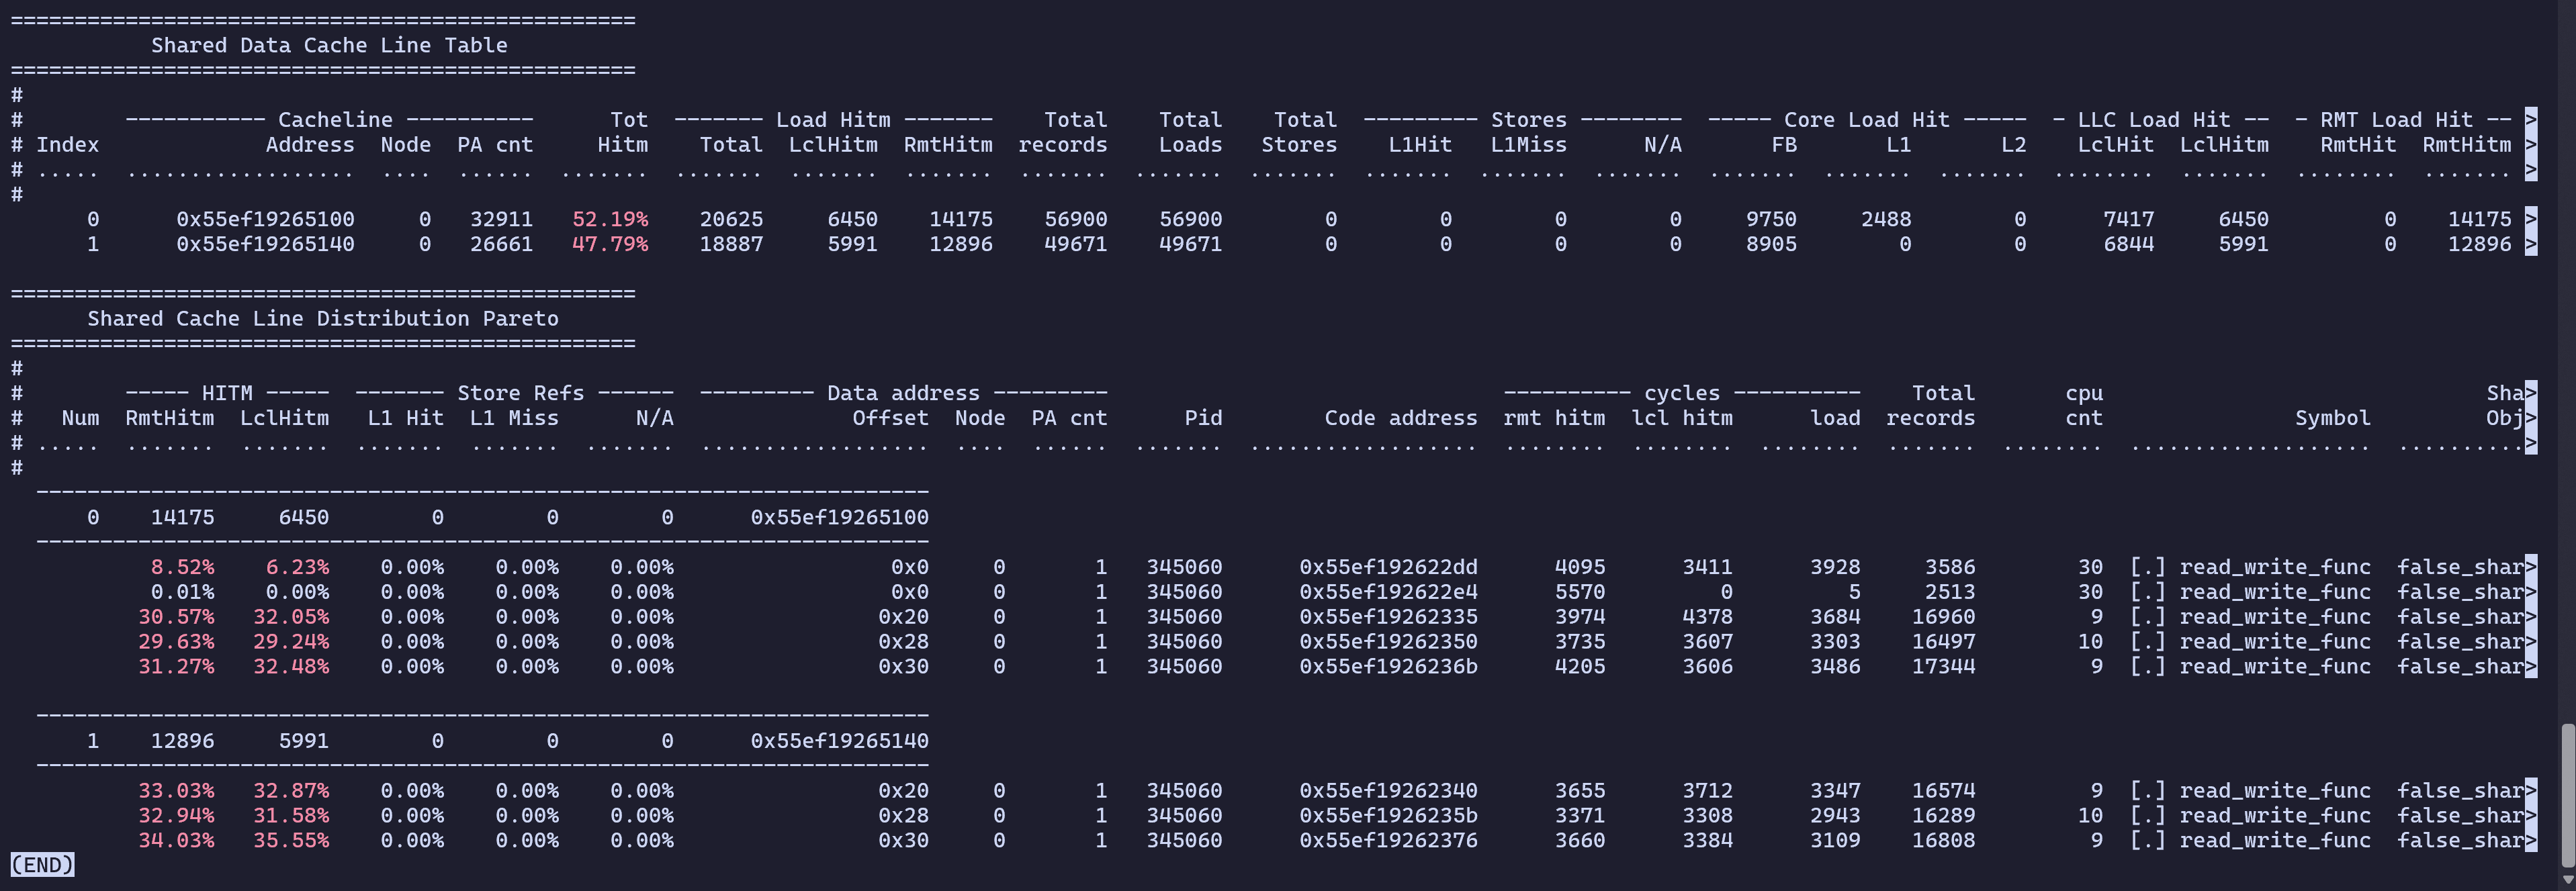 =================================================
           Shared Data Cache Line Table
=================================================
#
#        ----------- Cacheline ----------      Tot  ------- Load Hitm -------    Total    Total    Total  --------- Stores --------  ----- Core Load Hit -----  - LLC Load Hit --  - RMT Load Hit -- >
# Index             Address  Node  PA cnt     Hitm    Total  LclHitm  RmtHitm  records    Loads   Stores    L1Hit   L1Miss      N/A       FB       L1       L2    LclHit  LclHitm    RmtHit  RmtHitm >
# .....  ..................  ....  ......  .......  .......  .......  .......  .......  .......  .......  .......  .......  .......  .......  .......  .......  ........  .......  ........  ....... >
#
      0      0x55ef19265100     0   32911   52.19%    20625     6450    14175    56900    56900        0        0        0        0     9750     2488        0      7417     6450         0    14175 >
      1      0x55ef19265140     0   26661   47.79%    18887     5991    12896    49671    49671        0        0        0        0     8905        0        0      6844     5991         0    12896 >
=================================================
      Shared Cache Line Distribution Pareto
=================================================
#
#        ----- HITM -----  ------- Store Refs ------  --------- Data address ---------                               ---------- cycles ----------    Total       cpu                              Sha>
#   Num  RmtHitm  LclHitm   L1 Hit  L1 Miss      N/A              Offset  Node  PA cnt      Pid        Code address  rmt hitm  lcl hitm      load  records       cnt               Symbol         Obj>
# .....  .......  .......  .......  .......  .......  ..................  ....  ......  .......  ..................  ........  ........  ........  .......  ........  ...................  ..........>
#
  ----------------------------------------------------------------------
      0    14175     6450        0        0        0      0x55ef19265100
  ----------------------------------------------------------------------
           8.52%    6.23%    0.00%    0.00%    0.00%                 0x0     0       1   345060      0x55ef192622dd      4095      3411      3928     3586        30  [.] read_write_func  false_shar>
           0.01%    0.00%    0.00%    0.00%    0.00%                 0x0     0       1   345060      0x55ef192622e4      5570         0         5     2513        30  [.] read_write_func  false_shar>
          30.57%   32.05%    0.00%    0.00%    0.00%                0x20     0       1   345060      0x55ef19262335      3974      4378      3684    16960         9  [.] read_write_func  false_shar>
          29.63%   29.24%    0.00%    0.00%    0.00%                0x28     0       1   345060      0x55ef19262350      3735      3607      3303    16497        10  [.] read_write_func  false_shar>
          31.27%   32.48%    0.00%    0.00%    0.00%                0x30     0       1   345060      0x55ef1926236b      4205      3606      3486    17344         9  [.] read_write_func  false_shar>
  ----------------------------------------------------------------------
      1    12896     5991        0        0        0      0x55ef19265140
  ----------------------------------------------------------------------
          33.03%   32.87%    0.00%    0.00%    0.00%                0x20     0       1   345060      0x55ef19262340      3655      3712      3347    16574         9  [.] read_write_func  false_shar>
          32.94%   31.58%    0.00%    0.00%    0.00%                0x28     0       1   345060      0x55ef1926235b      3371      3308      2943    16289        10  [.] read_write_func  false_shar>
          34.03%   35.55%    0.00%    0.00%    0.00%                0x30     0       1   345060      0x55ef19262376      3660      3384      3109    16808         9  [.] read_write_func  false_shar>
(END)